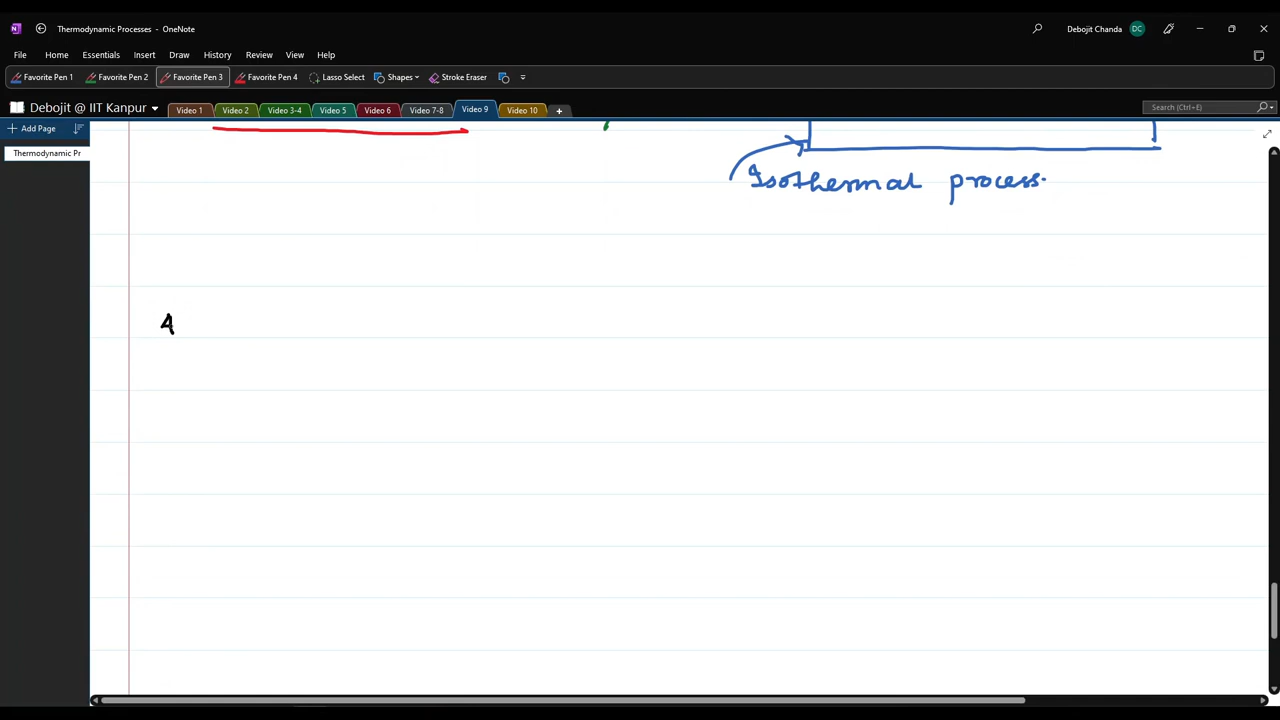 Thermodynamic Processes - OneNote
Debojit Chanda DC
File Home Essentials Insert Draw History Review View Help
Favorite Pen 1 Favorite Pen 2 Favorite Pen 3 Favorite Pen 4 Lasso Select Shapes Stroke Eraser
Debojit @ IIT Kanpur Video 1 Video 2 Video 3-4 Video 5 Video 6 Video 7-8 Video 9 Video 10 Search (Ctrl+E)
Add Page
Thermodynamic Pr
Isothermal process.